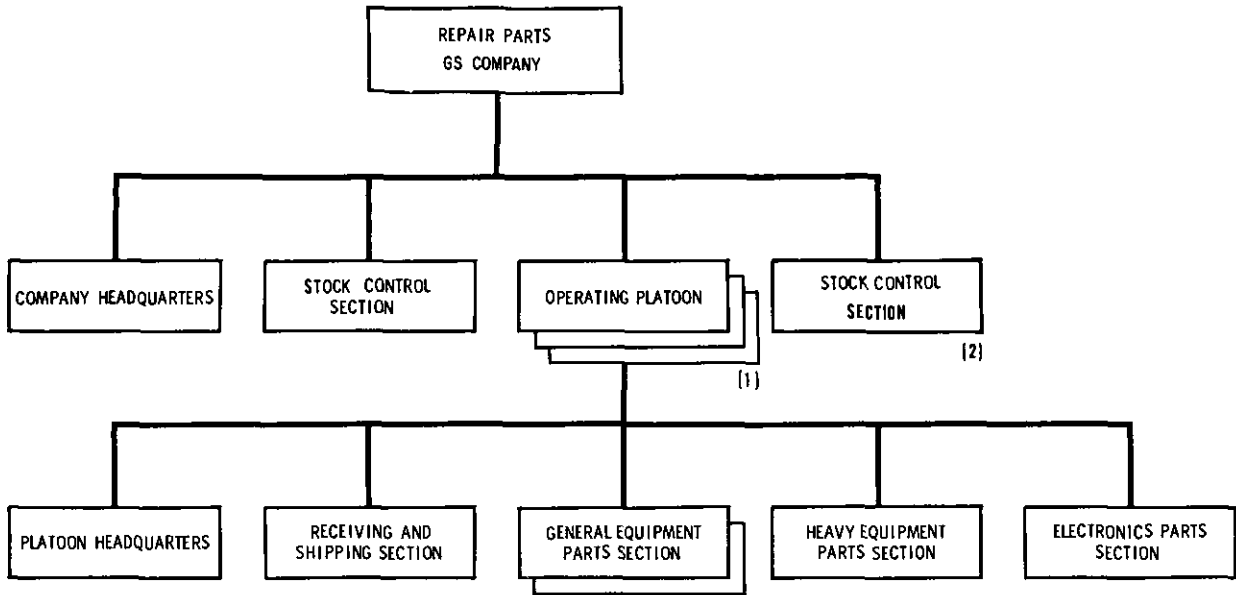 REPAIR PARTS
GS COMPANY
COMPANY HEADQUARTERS
STOCK CONTROL
SECTION
OPERATING PLATOON
(1)
STOCK CONTROL
SECTION
(2)
PLATOON HEADQUARTERS
RECEIVING AND
SHIPPING SECTION
GENERAL EQUIPMENT
PARTS SECTION
HEAVY EQUIPMENT
PARTS SECTION
ELECTRONICS PARTS
SECTION